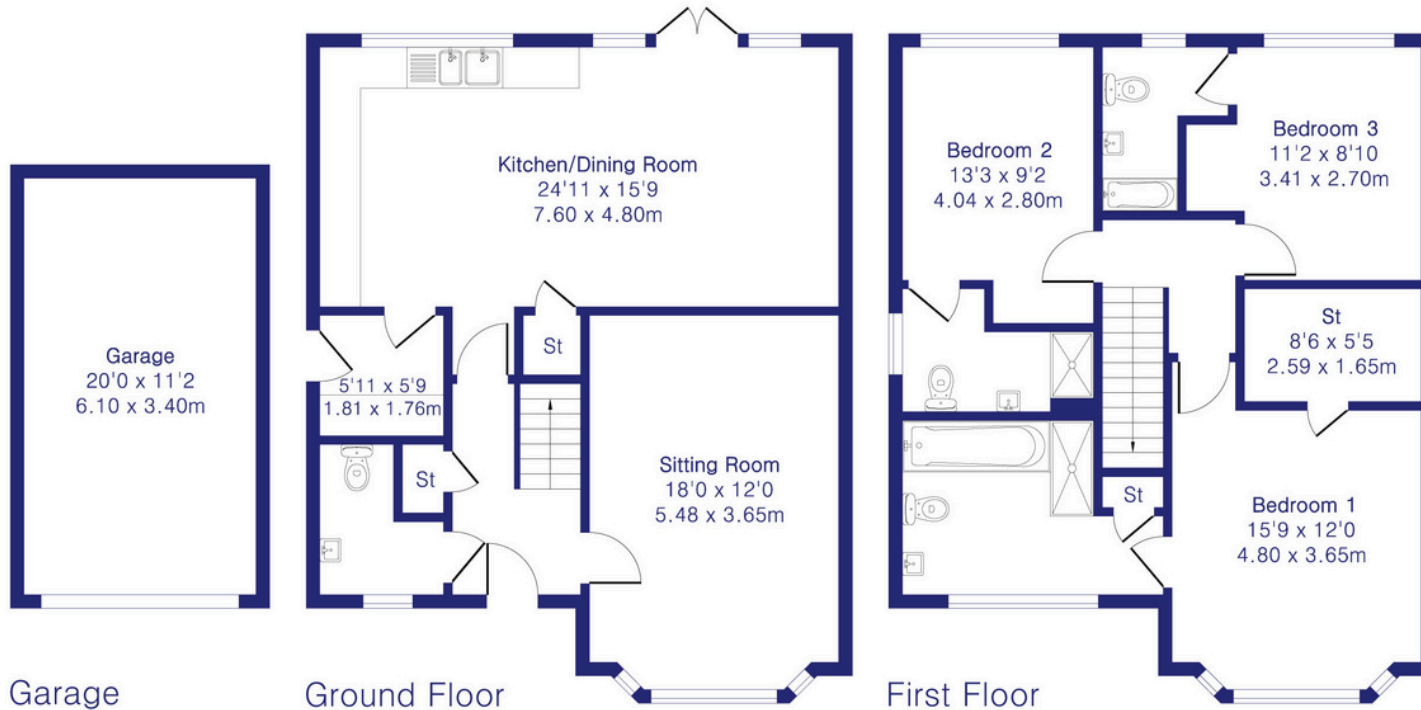 Garage
20'0 x 11'2
6.10 x 3.40m
Garage
Kitchen/Dining Room
24'11 x 15'9
7.60 x 4.80m
St
5'11 x 5'9
1.81 x 1.76m
St
Sitting Room
18'0 x 12'0
5.48 x 3.65m
Ground Floor
Bedroom 2
13'3 x 9'2
4.04 x 2.80m
Bedroom 3
11'2 x 8'10
3.41 x 2.70m
St
8'6 x 5'5
2.59 x 1.65m
St
Bedroom 1
15'9 x 12'0
4.80 x 3.65m
First Floor